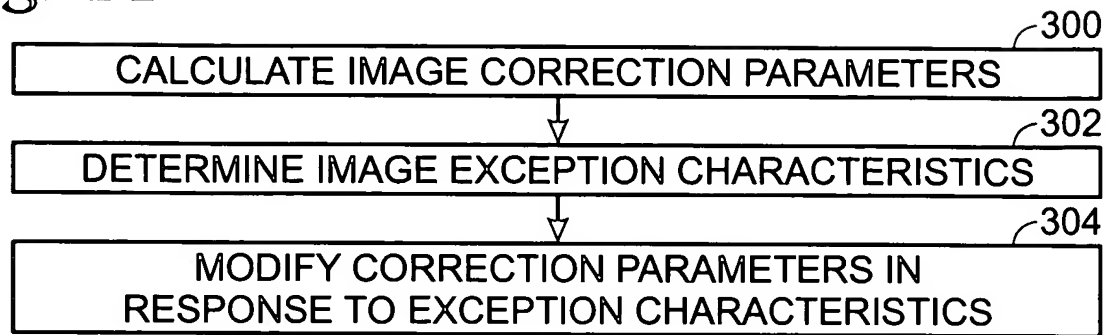 300
CALCULATE IMAGE CORRECTION PARAMETERS
302
DETERMINE IMAGE EXCEPTION CHARACTERISTICS
304
MODIFY CORRECTION PARAMETERS IN
RESPONSE TO EXCEPTION CHARACTERISTICS